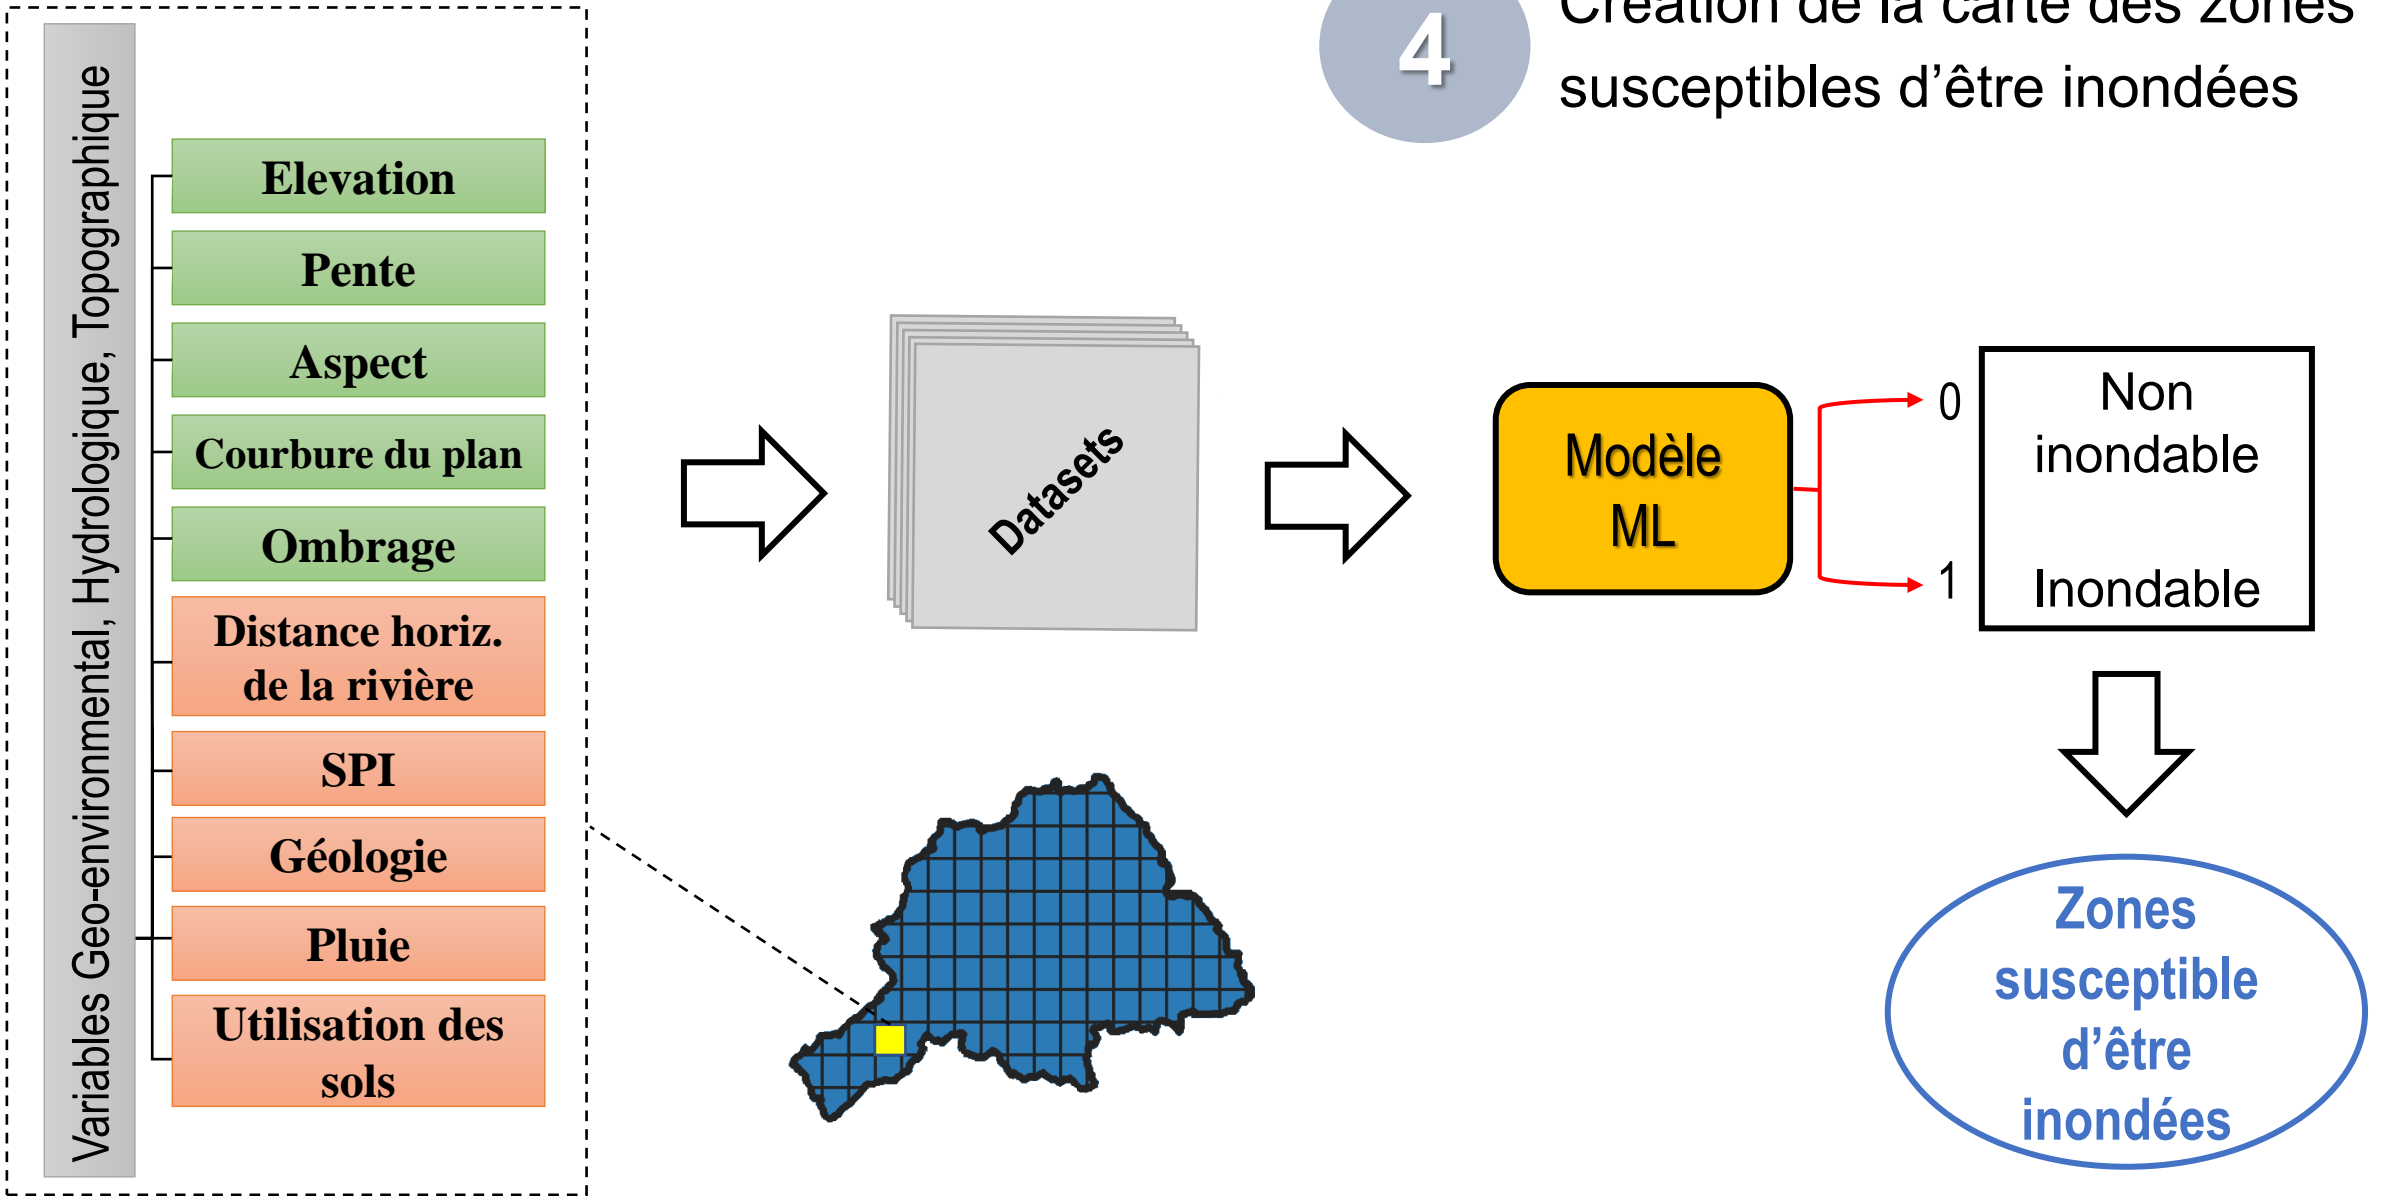 4
Création de la carte des zones
susceptibles d’être inondées
Variables Geo-environmental, Hydrologique, Topographique
Elevation
Pente
Aspect
Courbure du plan
Ombrage
Distance horiz.
de la rivière
SPI
Géologie
Pluie
Utilisation des
sols
Datasets
Modèle
ML
0
1
Non
inondable
Inondable
Zones
susceptible
d’être
inondées